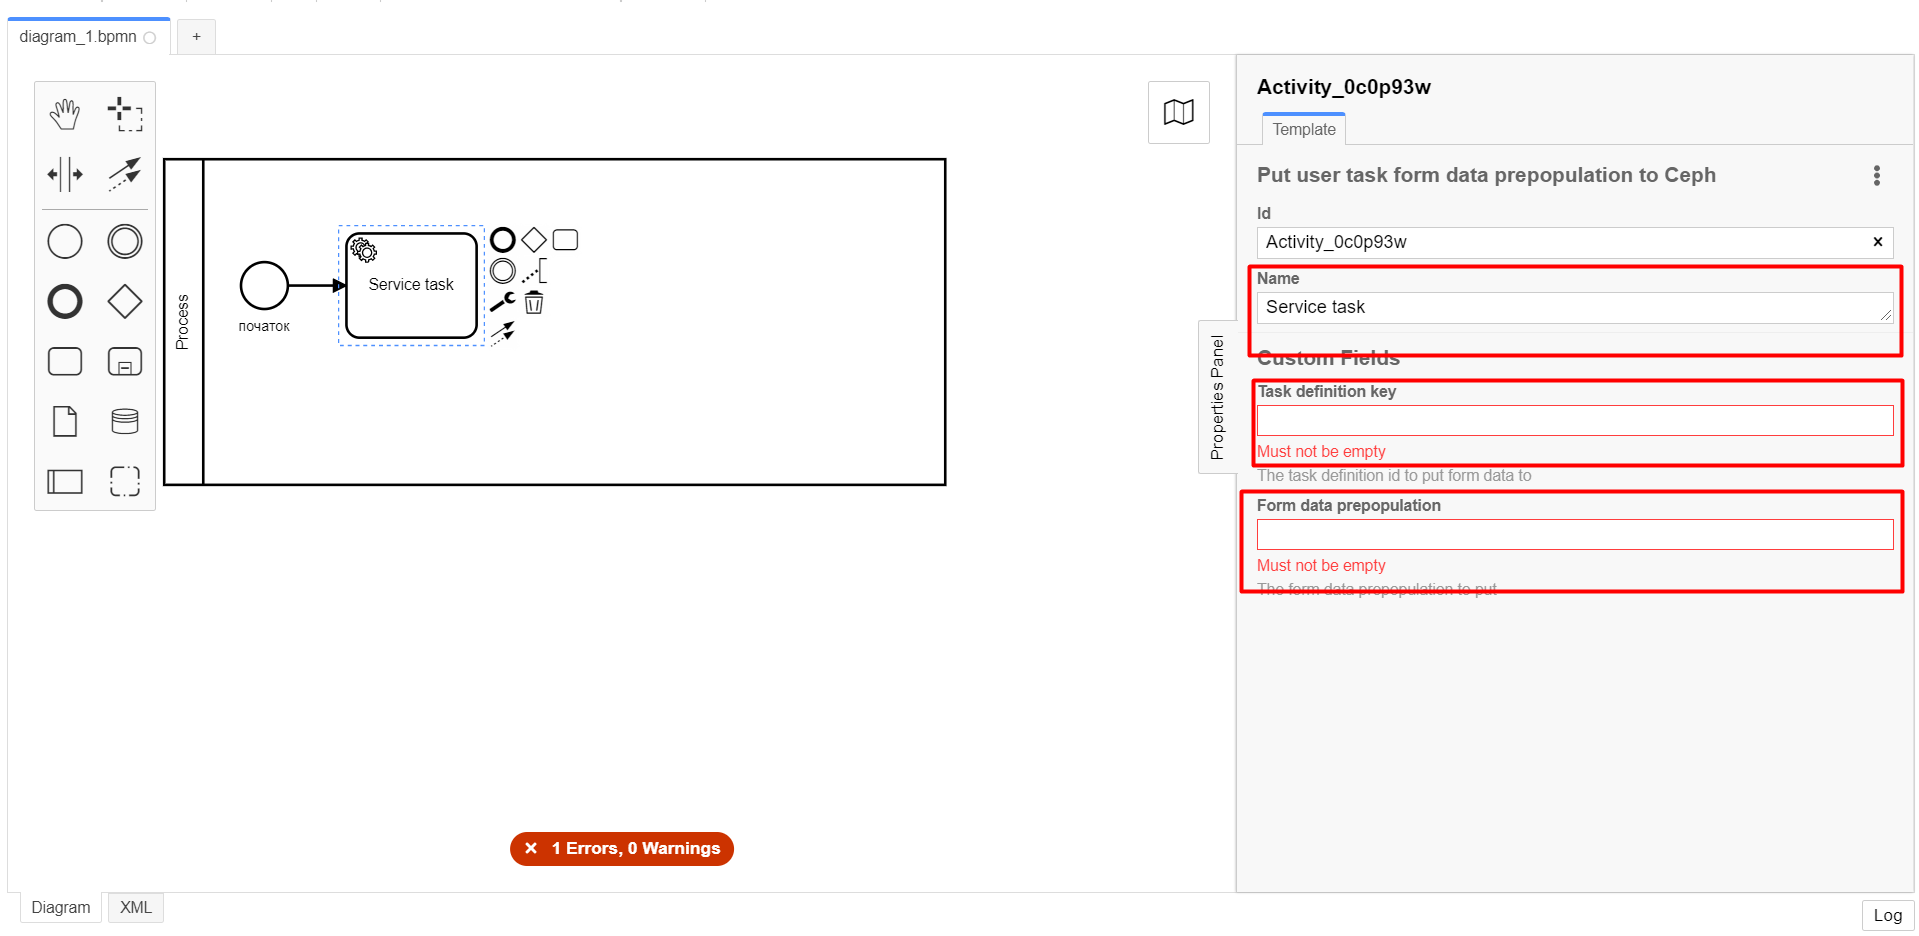 diagram_1.bpmn
+
Process
початок
Service task
1 Errors, 0 Warnings
Diagram
XML
Properties Panel
Activity_0c0p93w
Template
Put user task form data prepopulation to Ceph
Id
Activity_0c0p93w
Name
Service task
Custom Fields
Task definition key
Must not be empty
The task definition id to put form data to
Form data prepopulation
Must not be empty
The form data prepopulation to put
Log